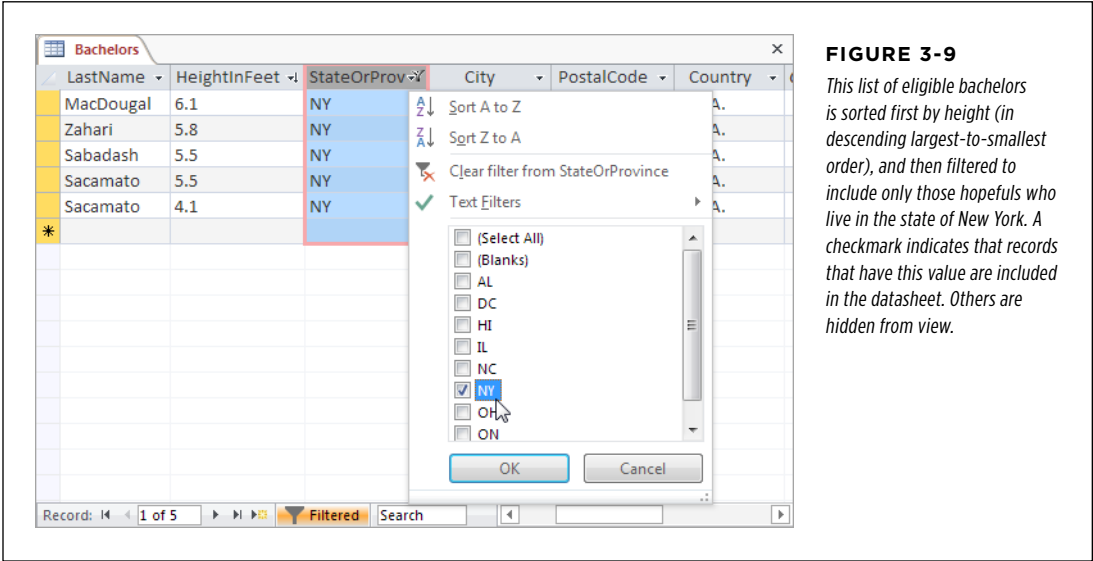 Bachelors
LastName HeightInFeet StateOrProv City PostalCode Country
MacDougal 6.1 NY A.
Zahari 5.8 NY A.
Sabadash 5.5 NY A.
Sacamato 5.5 NY A.
Sacamato 4.1 NY A.
Sort A to Z
Sort Z to A
Clear filter from StateOrProvince
Text Filters
(Select All)
(Blanks)
AL
DC
HI
IL
NC
NY
OH
ON
OK Cancel
Record: 1 of 5 Filtered Search
FIGURE 3-9
This list of eligible bachelors
is sorted first by height (in
descending largest-to-smallest
order), and then filtered to
include only those hopefuls who
live in the state of New York. A
checkmark indicates that records
that have this value are included
in the datasheet. Others are
hidden from view.